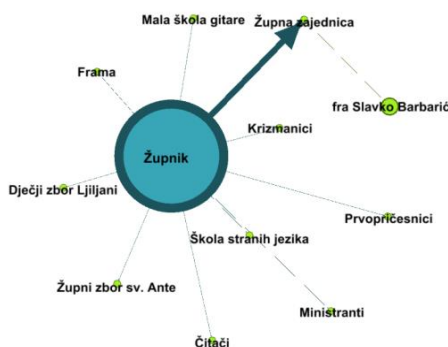 Mala škola gitare
Župna zajednica
Frama
fra Slavko Barbarić
Krizmanici
Župnik
Dječji zbor Ljiljani
Prvopričesnici
Škola stranih jezika
Župni zbor sv. Ante
Ministranti
Čitači